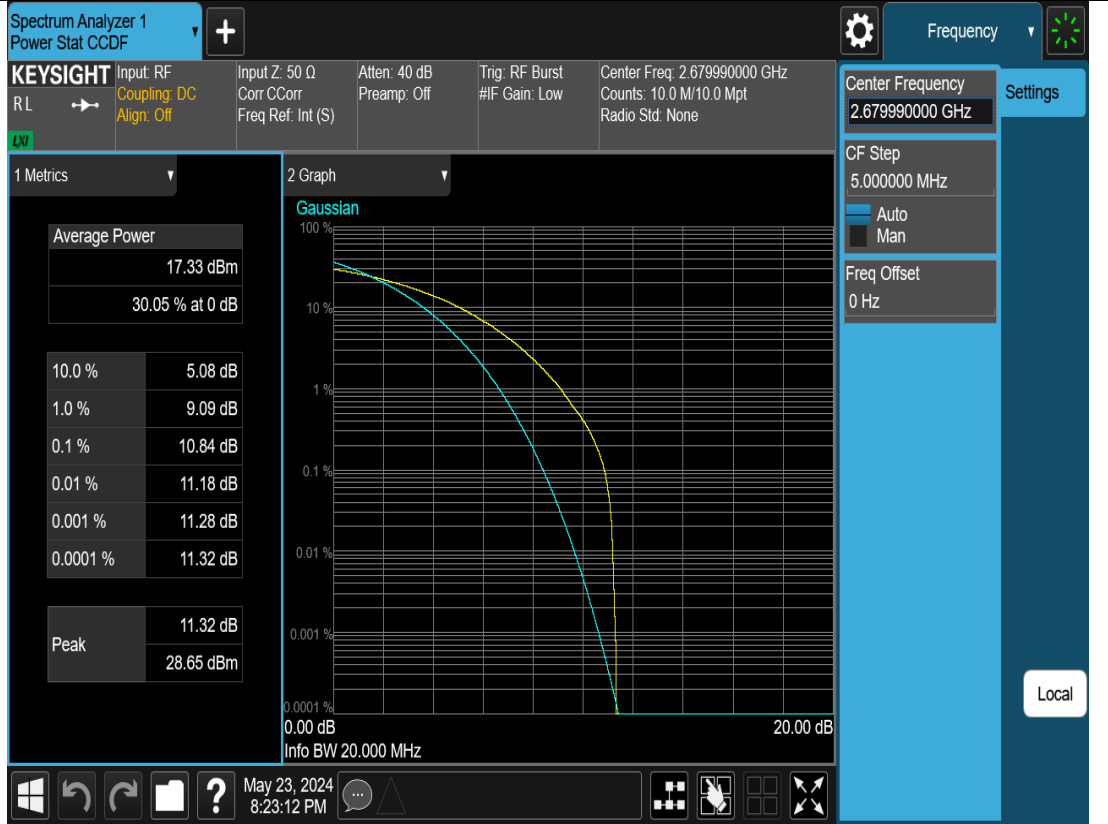 Spectrum Analyzer 1
Power Stat CCDF
▼
+
Frequency
▼
KEYSIGHT
R L
LXI
Input: RF
Coupling: DC
Align: Off
Input Z: 50 Ω
Corr CCorr
Freq Ref: Int (S)
Atten: 40 dB
Preamp: Off
Trig: RF Burst
#IF Gain: Low
Center Freq: 2.679990000 GHz
Counts: 10.0 M/10.0 Mpt
Radio Std: None
Center Frequency
2.679990000 GHz
Settings
CF Step
5.000000 MHz
Auto
Man
Freq Offset
0 Hz
1 Metrics ▼
Average Power
17.33 dBm
30.05 % at 0 dB
10.0 % 5.08 dB
1.0 % 9.09 dB
0.1 % 10.84 dB
0.01 % 11.18 dB
0.001 % 11.28 dB
0.0001 % 11.32 dB
Peak
11.32 dB
28.65 dBm
2 Graph ▼
Gaussian
100 %
10 %
1 %
0.1 %
0.01 %
0.001 %
0.0001 %
0.00 dB 20.00 dB
Info BW 20.000 MHz
Local
?
May 23, 2024
8:23:12 PM